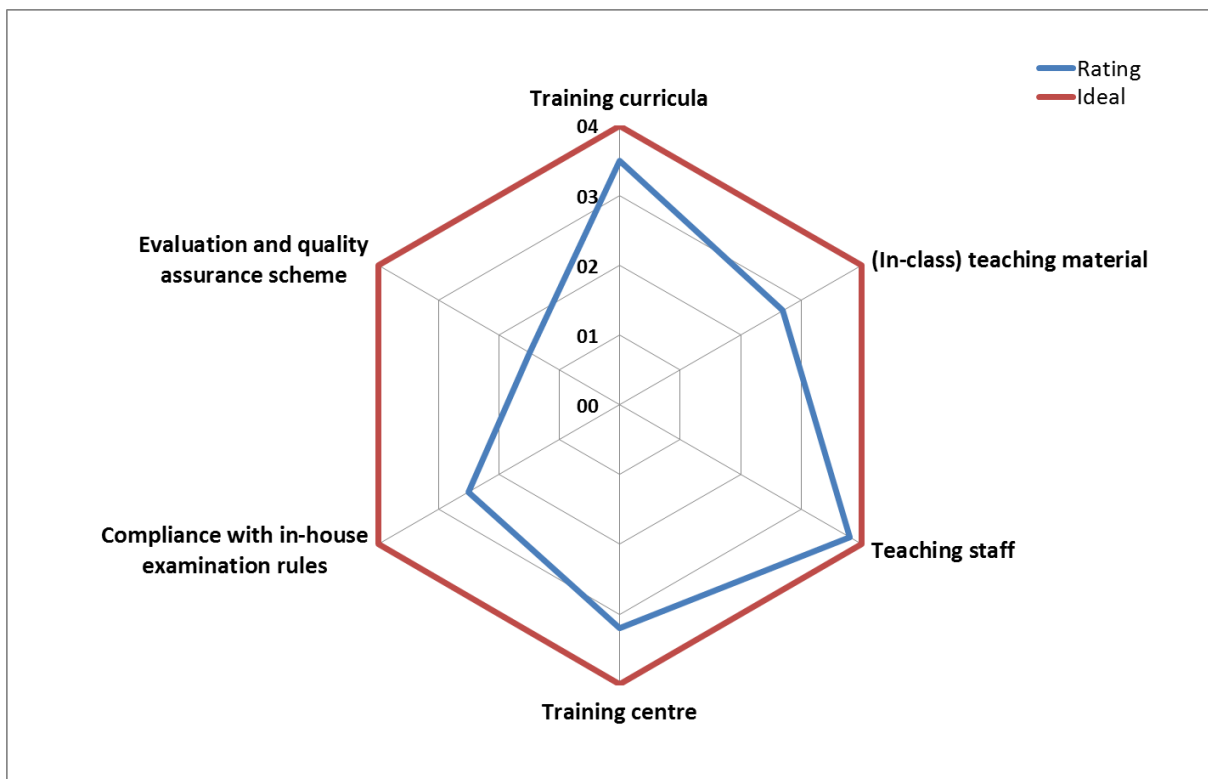 Rating
Ideal
Training curricula
04
03
02
01
00
Evaluation and quality
assurance scheme
(In-class) teaching material
Compliance with in-house
examination rules
Teaching staff
Training centre